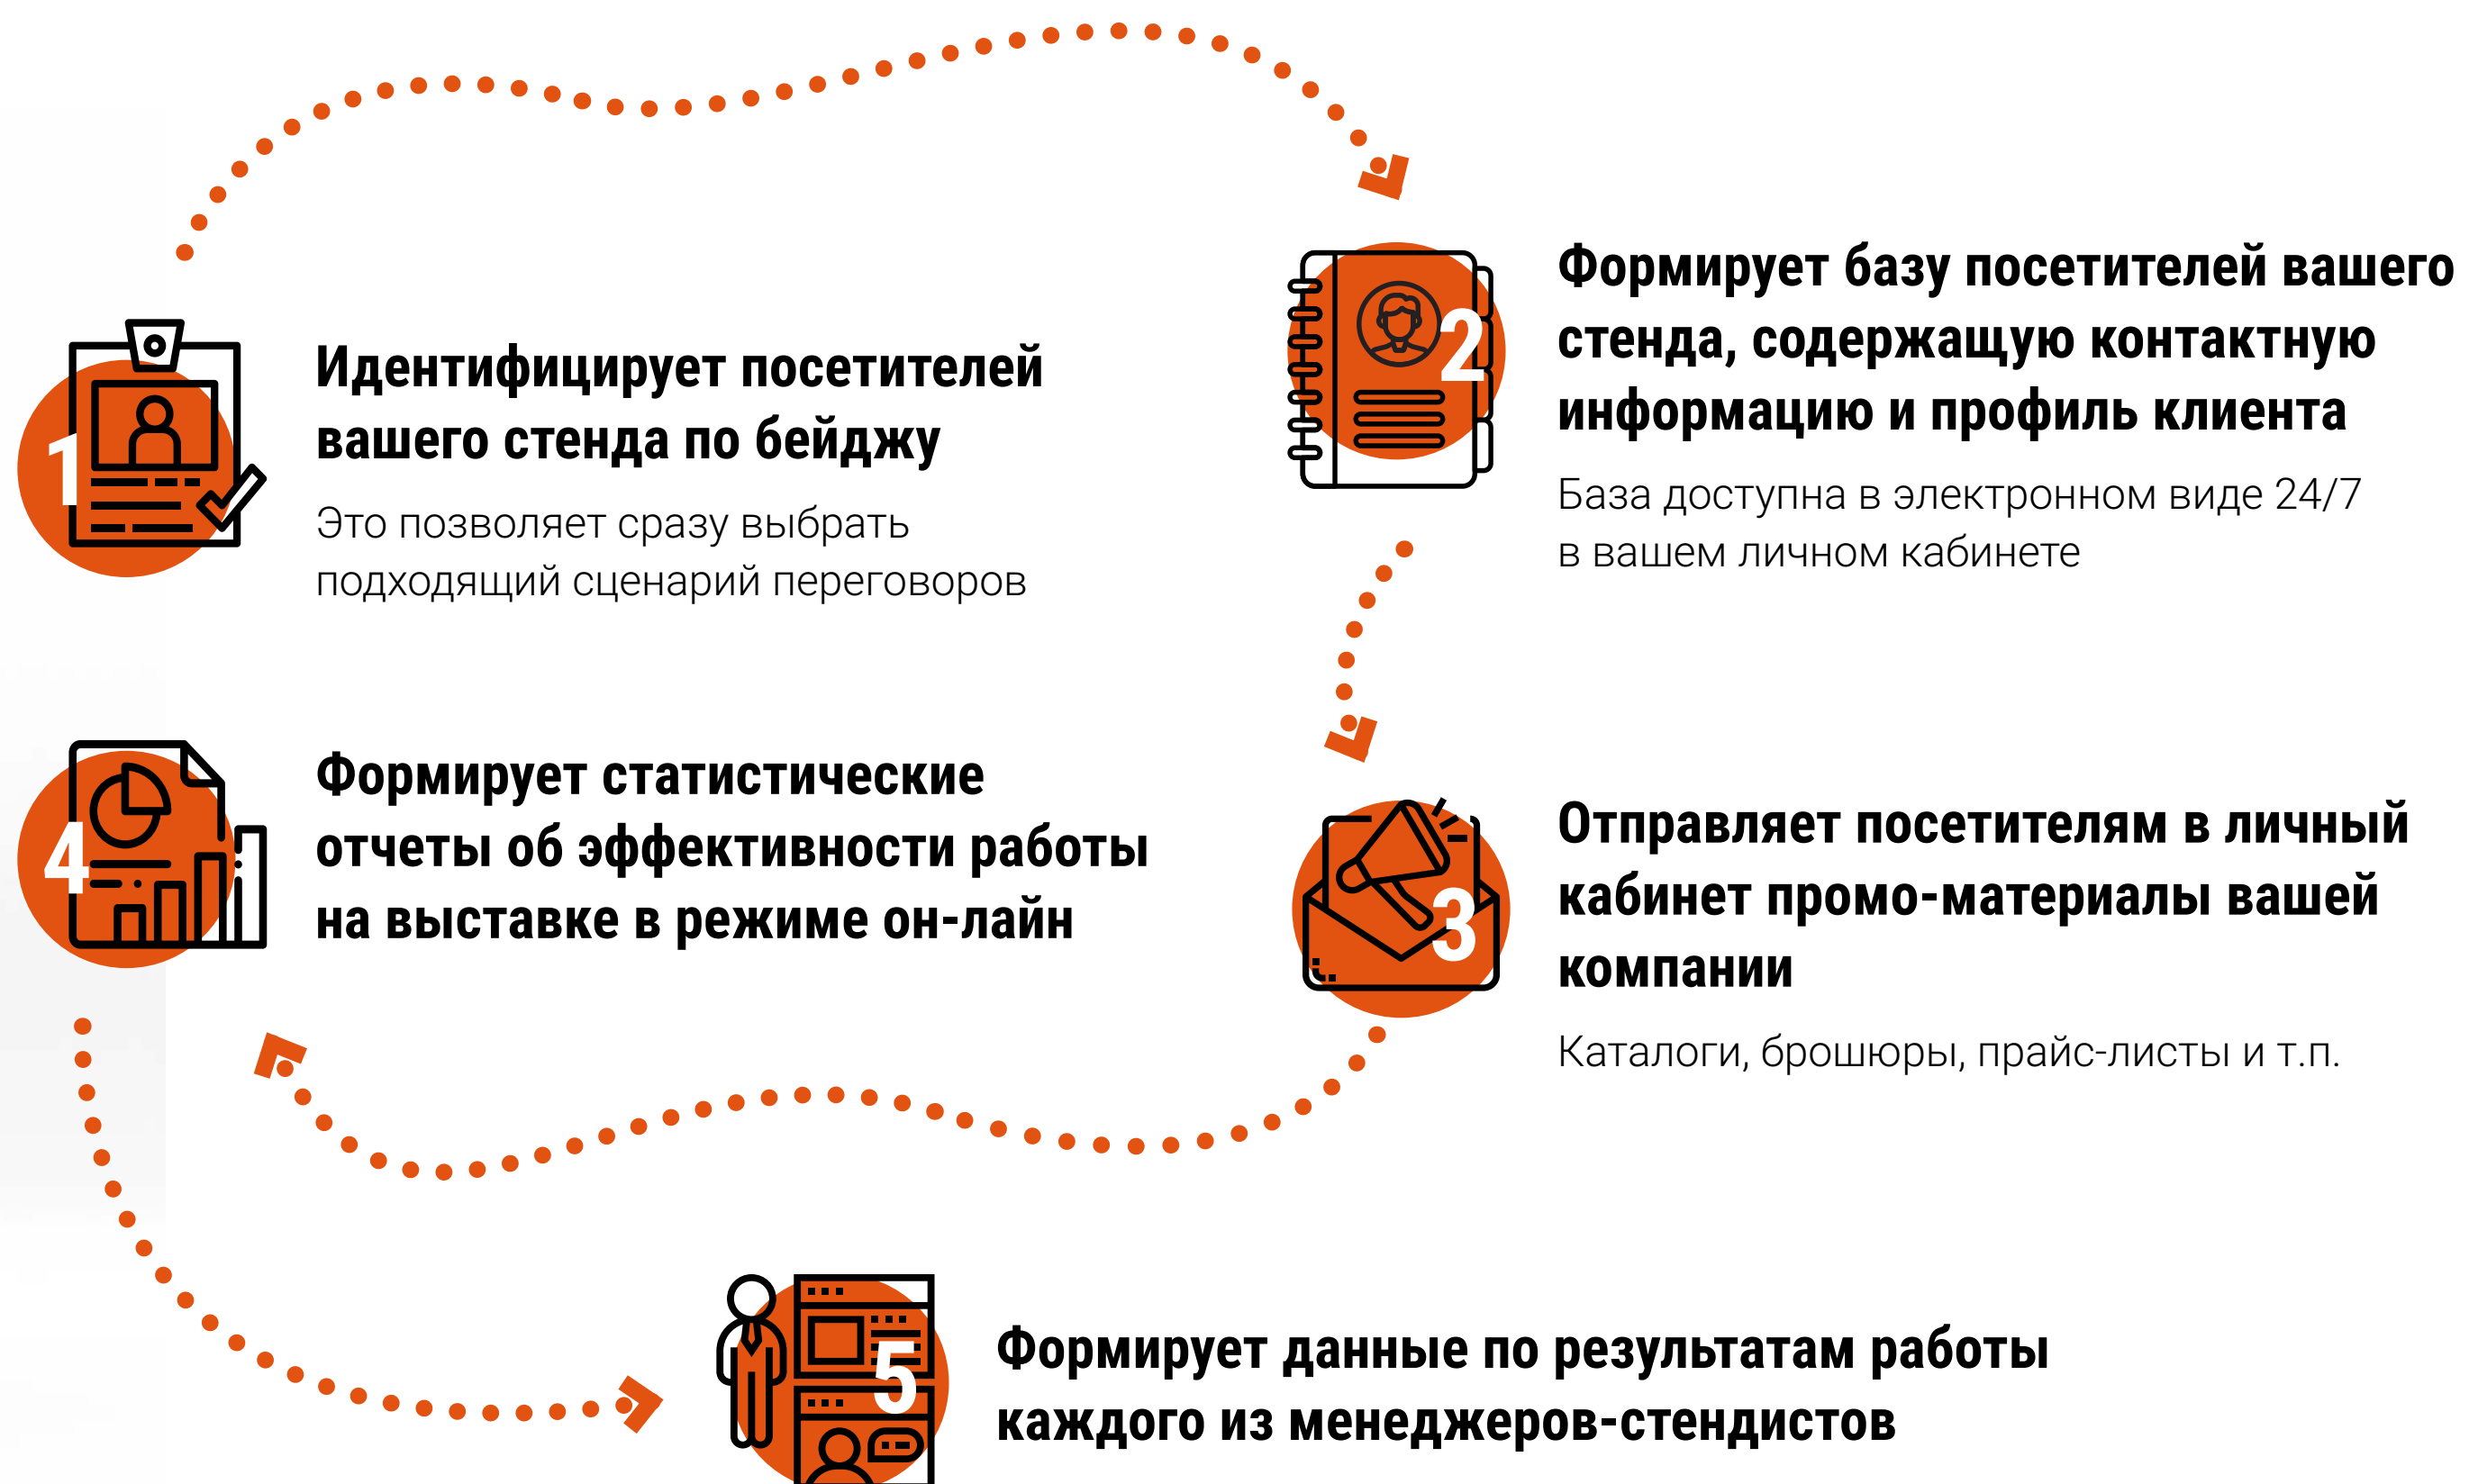 1
Идентифицирует посетителей
вашего стенда по бейджу
Это позволяет сразу выбрать
подходящий сценарий переговоров
2
Формирует базу посетителей вашего
стенда, содержащую контактную
информацию и профиль клиента
База доступна в электронном виде 24/7
в вашем личном кабинете
3
Отправляет посетителям в личный
кабинет промо-материалы вашей
компании
Каталоги, брошюры, прайс-листы и т.п.
4
Формирует статистические
отчеты об эффективности работы
на выставке в режиме он-лайн
5
Формирует данные по результатам работы
каждого из менеджеров-стендистов